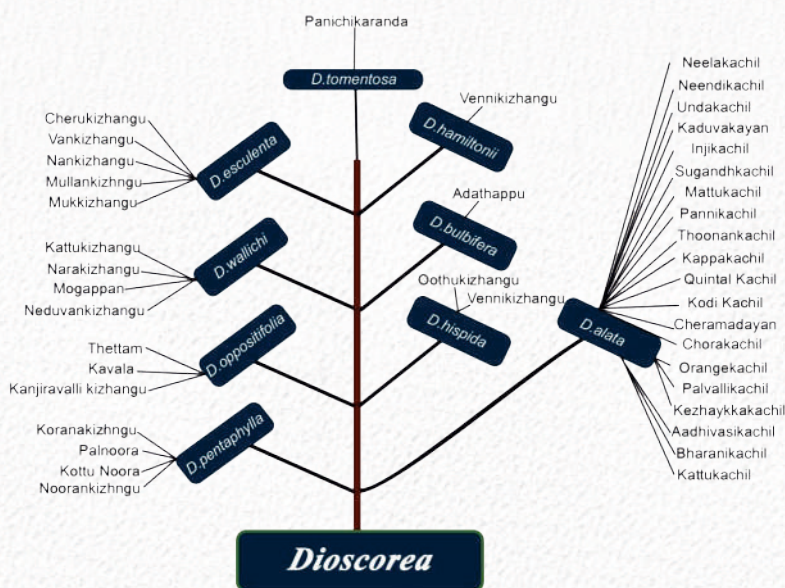 Panichikaranda
D.tomentosa
Cherukizhangu
Vankizhangu
Nankizhangu
Mullankizhngu
Mukkizhangu
D.esculenta
Vennikizhangu
D.hamiltonii
Kattukizhangu
Narakizhangu
Mogappan
Neduvankizhangu
D.wallichi
Adathappu
D.bulbifera
Thettam
Kavala
Kanjiravalli kizhangu
D.oppositifolia
Oothukizhangu
Vennikizhangu
D.hispida
Koranakizhngu
Palnoora
Kottu Noora
Noorankizhngu
D.pentaphylla
Neelakachil
Neendikachil
Undakachil
Kaduvakayan
Injikachil
Sugandhkachil
Mattukachil
Pannikachil
Thoonankachil
Kappakachil
Quintal Kachil
Kodi Kachil
Cheramadayan
Chorakachil
Orangekachil
Palvallikachil
Kezhaykkakachil
Aadhivasikachil
Bharanikachil
Kattukachil
D.alata
Dioscorea